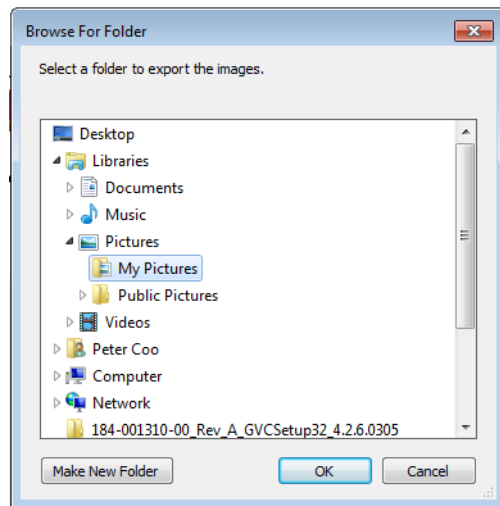 Browse For Folder
Select a folder to export the images.
Desktop
Libraries
Documents
Music
Pictures
My Pictures
Public Pictures
Videos
Peter Coo
Computer
Network
184-001310-00_Rev_A_GVCSetup32_4.2.6.0305
Make New Folder OK Cancel